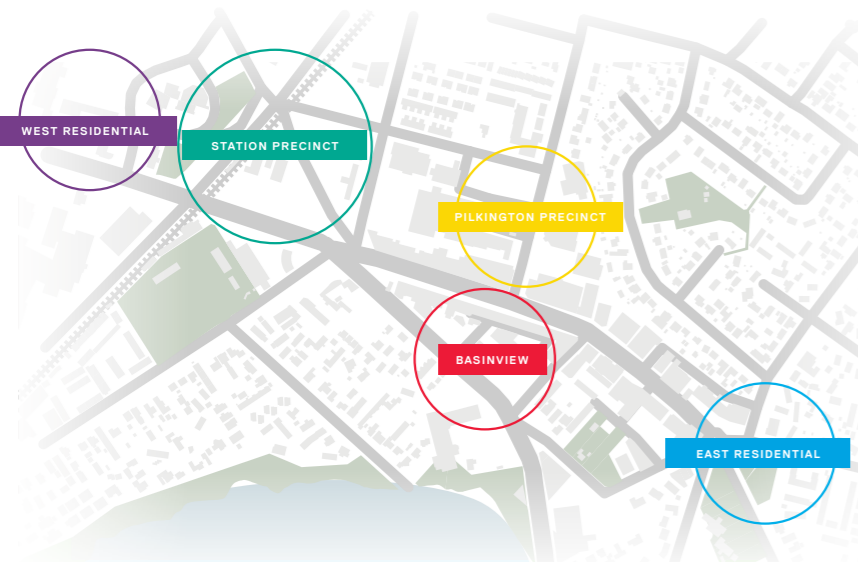 WEST RESIDENTIAL
STATION PRECINCT
PILKINGTON PRECINCT
BASINVIEW
EAST RESIDENTIAL